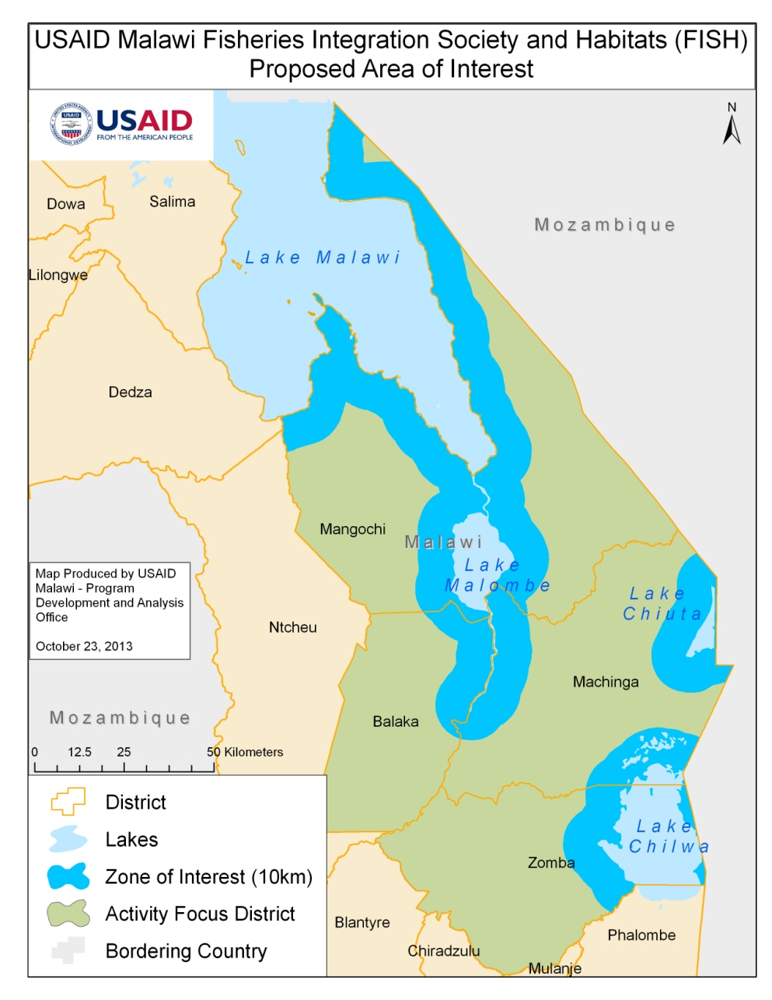 USAID Malawi Fisheries Integration Society and Habitats (FISH)
Proposed Area of Interest
USAID
FROM THE AMERICAN PEOPLE
N
Dowa
Salima
Mozambique
Lake Malawi
Lilongwe
Dedza
Mangochi
Malawi
Lake
Malombe
Map Produced by USAID
Malawi - Program
Development and Analysis
Office
October 23, 2013
Lake
Chiuta
Ntcheu
Machinga
Mozambique
Balaka
0 12.5 25 50 Kilometers
District
Lakes
Zone of Interest (10km)
Activity Focus District
Bordering Country
Lake
Chilwa
Zomba
Blantyre
Phalombe
Chiradzulu
Mulanje